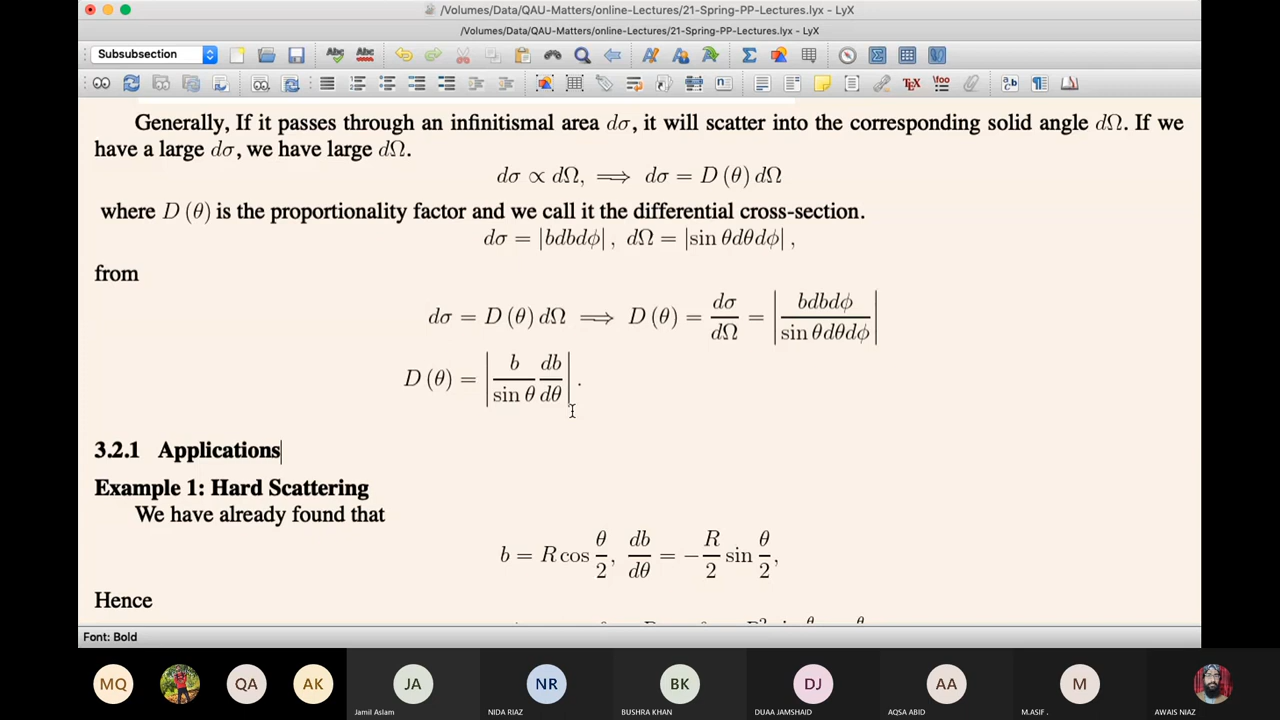 /Volumes/Data/QAU-Matters/online-Lectures/21-Spring-PP-Lectures.lyx - LyX
/Volumes/Data/QAU-Matters/online-Lectures/21-Spring-PP-Lectures.lyx - LyX
Subsubsection
Generally, If it passes through an infinitismal area dσ, it will scatter into the corresponding solid angle dΩ. If we
have a large dσ, we have large dΩ.
dσ ∝ dΩ, ⟹ dσ = D (θ) dΩ
where D (θ) is the proportionality factor and we call it the differential cross-section.
dσ = |bdbdϕ| , dΩ = |sin θdθdϕ| ,
from
dσ = D (θ) dΩ ⟹ D (θ) = dσ/dΩ = |bdbdϕ/sin θdθdϕ|
D (θ) = |b/sin θ db/dθ| .
3.2.1 Applications
Example 1: Hard Scattering
We have already found that
b = R cos θ/2, db/dθ = −R/2 sin θ/2,
Hence
Font: Bold
MQ QA AK JA NR BK DJ AA M
Jamil Aslam NIDA RIAZ BUSHRA KHAN DUAA JAMSHAID AQSA ABID M.ASIF . AWAIS NIAZ